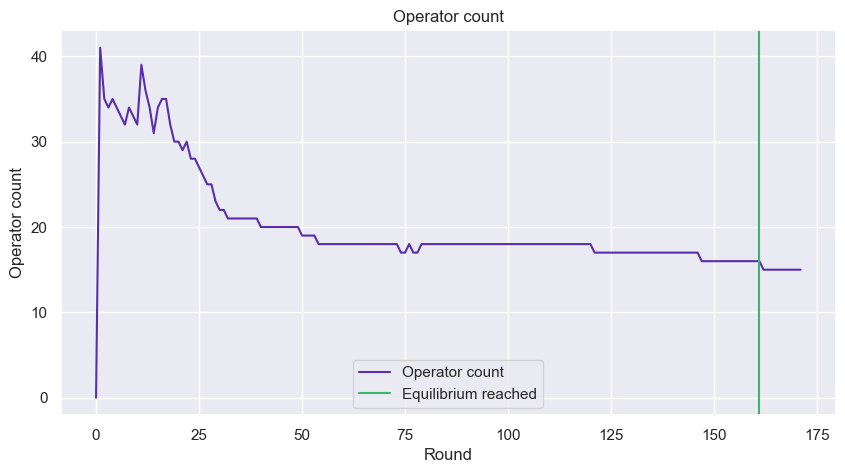 Operator count
Operator count
40
30
20
10
0
Operator count
Equilibrium reached
0 25 50 75 100 125 150 175
Round